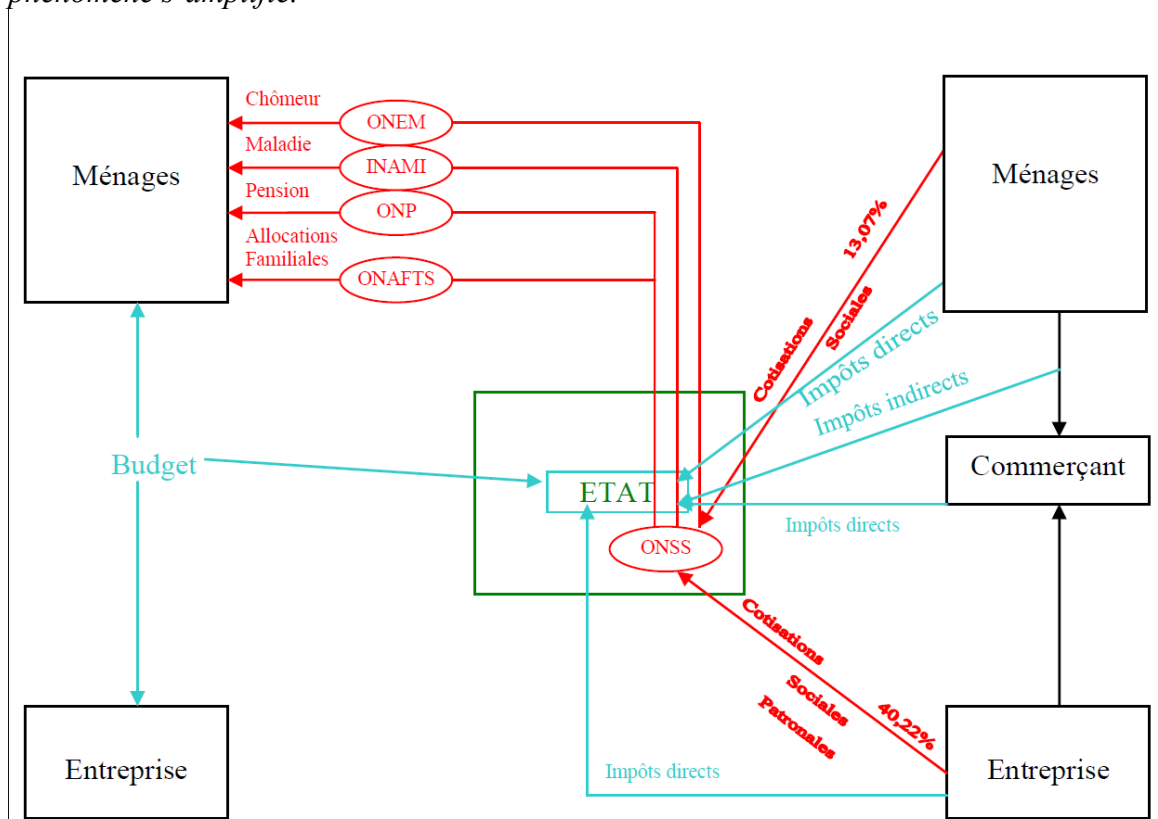 phénomène s'amplifie.
Chômeur
ONEM
Maladie
INAMI
Ménages
Pension
ONP
Allocations
Familiales
ONAFTS
Ménages
13,07%
Cotisations
Sociales
Impôts directs
Impôts indirects
Budget
ETAT
Commerçant
Impôts directs
ONSS
Cotisations
Sociales
Patronales
40,22%
Entreprise
Impôts directs
Entreprise